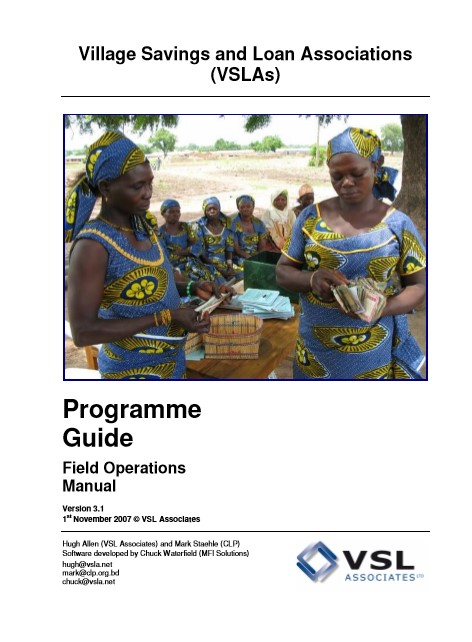 Village Savings and Loan Associations
(VSLAs)
Programme
Guide
Field Operations
Manual
Version 3.1
1st November 2007 © VSL Associates
Hugh Allen (VSL Associates) and Mark Staehle (CLP)
Software developed by Chuck Waterfield (MFI Solutions)
hugh@vsla.net
mark@clp.org.bd
chuck@vsla.net
VSL
ASSOCIATES